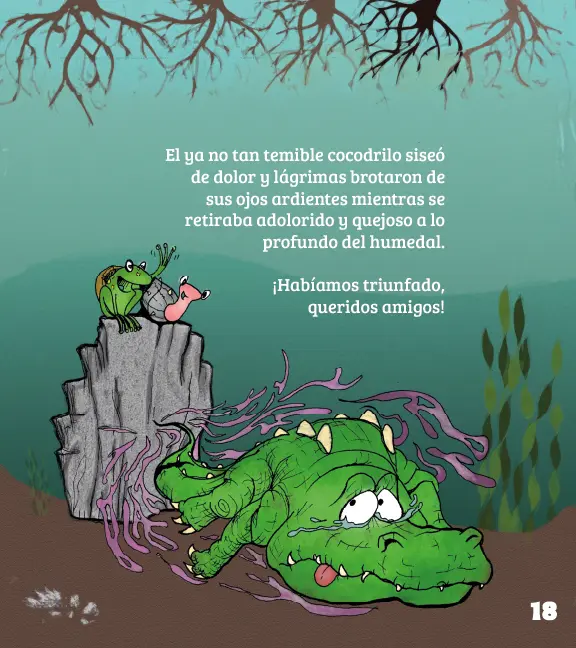 El ya no tan temible cocodrilo siseó
de dolor y lágrimas brotaron de
sus ojos ardientes mientras se
retiraba adolorido y quejoso a lo
profundo del humedal.
¡Habíamos triunfado,
queridos amigos!
18